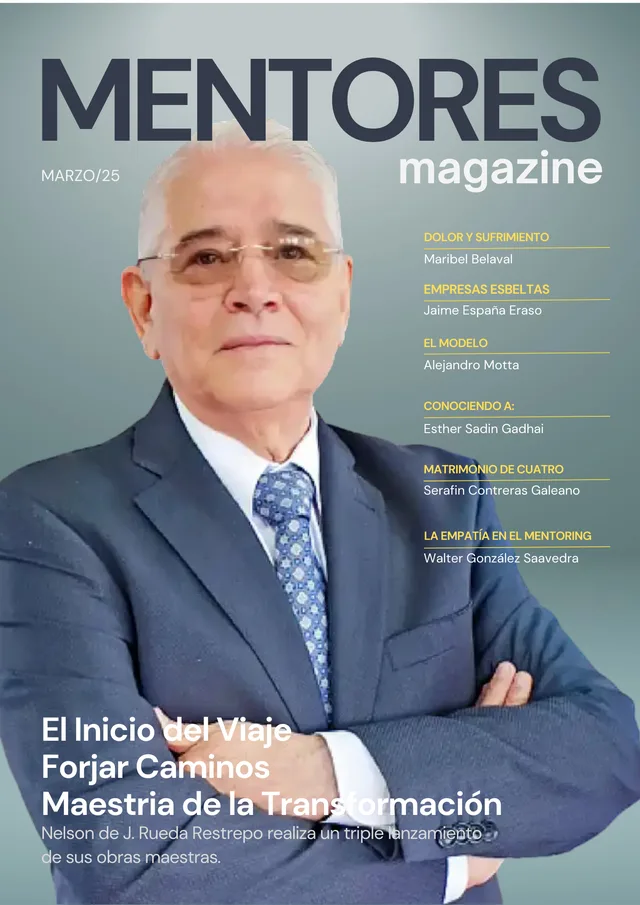 MENTORES
magazine
MARZO/25
DOLOR Y SUFRIMIENTO
Maribel Belaval
EMPRESAS ESBELTAS
Jaime España Eraso
EL MODELO
Alejandro Motta
CONOCIENDO A:
Esther Sadin Gadhai
MATRIMONIO DE CUATRO
Serafin Contreras Galeano
LA EMPATÍA EN EL MENTORING
Walter González Saavedra
El Inicio del Viaje
Forjar Caminos
Maestria de la Transformación
Nelson de J. Rueda Restrepo realiza un triple lanzamiento
de sus obras maestras.